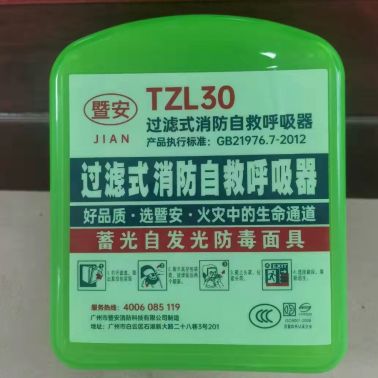 暨安
JIAN
TZL30
过滤式消防自救呼吸器
产品执行标准：GB21976.7-2012
过滤式消防自救呼吸器
好品质·选暨安·火灾中的生命通道
蓄光自发光防毒面具
服务热线：4006 085 119
广州市暨安消防科技有限公司制造
地址：广州市白云区石湖新大路二十八巷3号201
CCC
ISO9001:2008